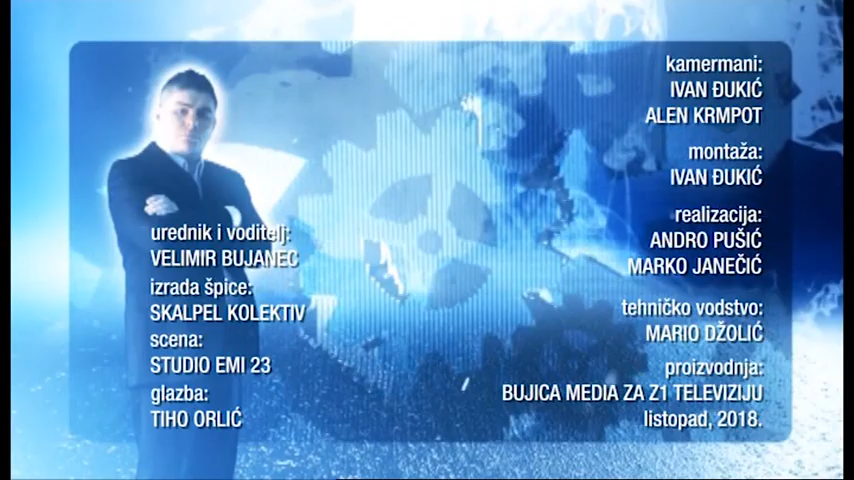 urednik i voditelj:
VELIMIR BUJANEC
izrada špice:
SKALPEL KOLEKTIV
scena:
STUDIO EMI 23
glazba:
TIHO ORLIĆ
kamermani:
IVAN ĐUKIĆ
ALEN KRMPOT
montaža:
IVAN ĐUKIĆ
realizacija:
ANDRO PUŠIĆ
MARKO JANEČIĆ
tehničko vodstvo:
MARIO DŽOLIĆ
proizvodnja:
BUJICA MEDIA ZA Z1 TELEVIZIJU
listopad, 2018.